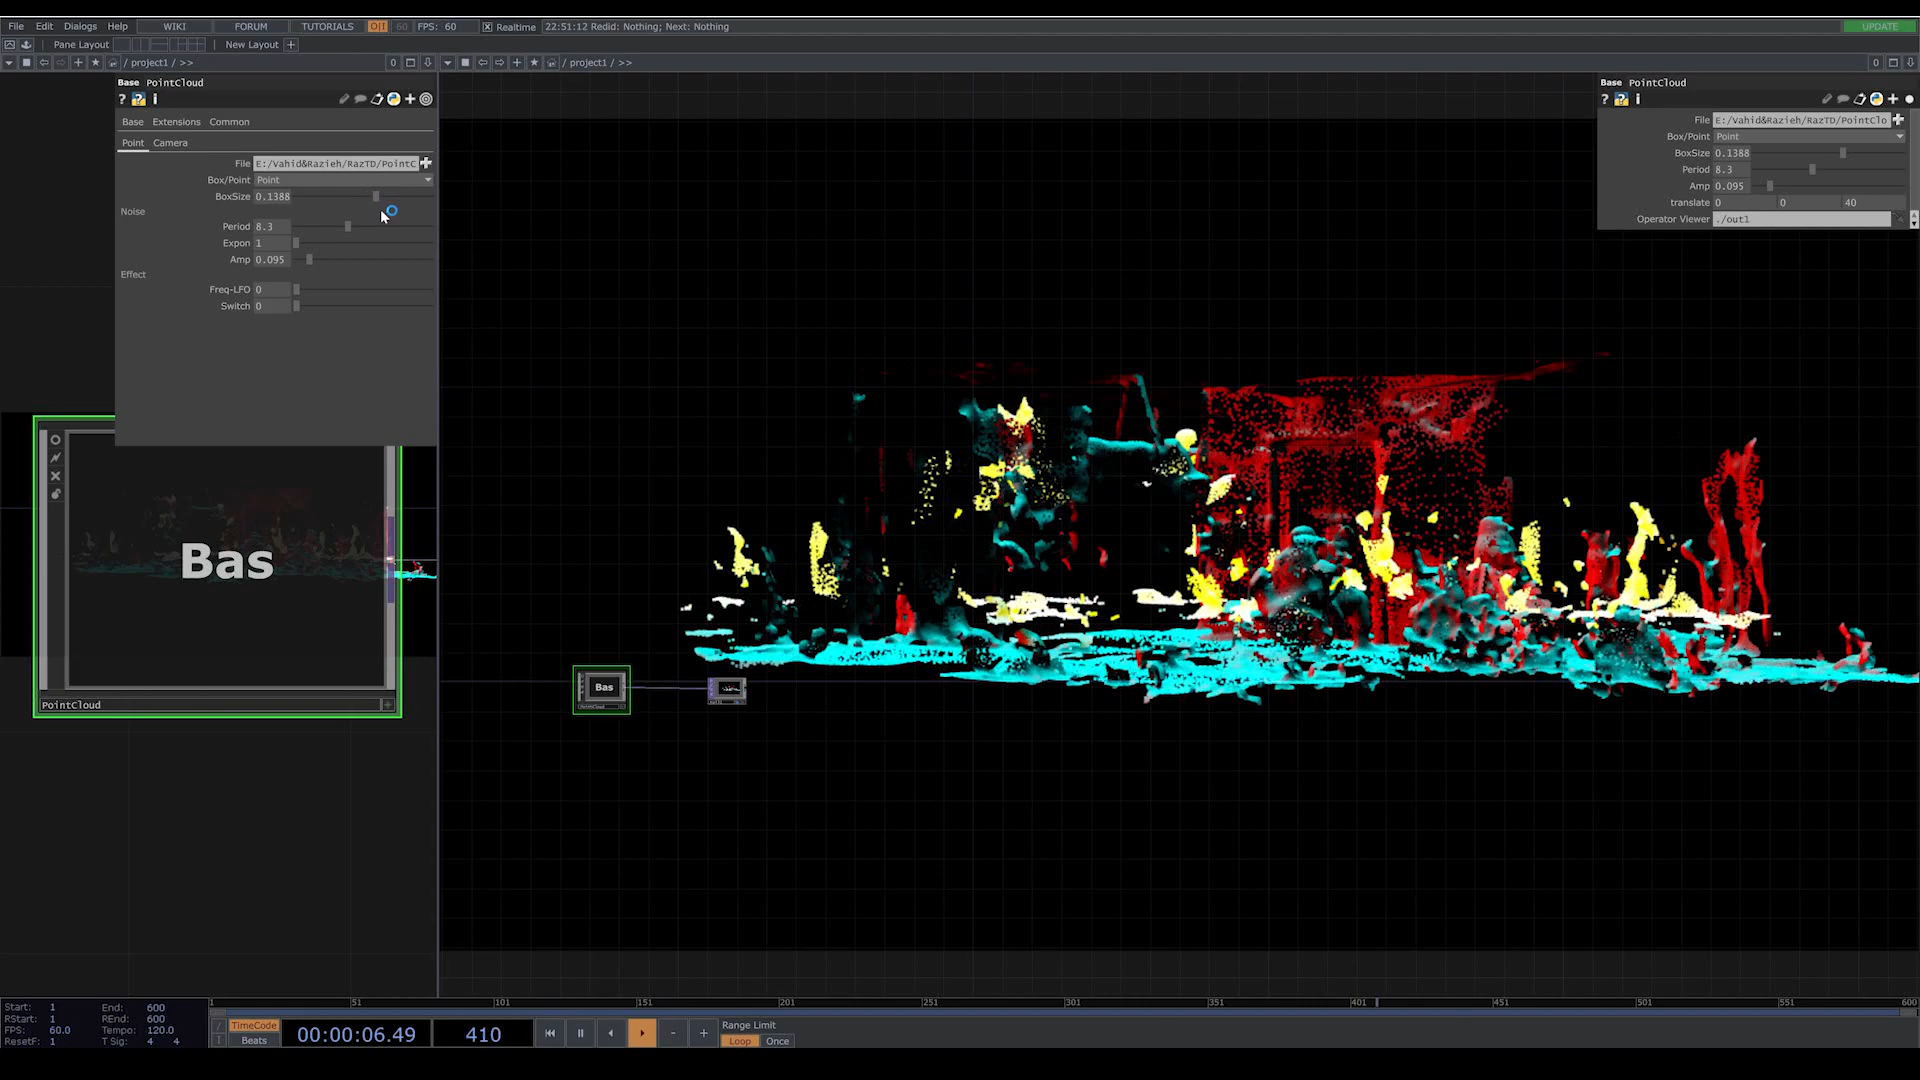 File Edit Dialogs Help WIKI FORUM TUTORIALS O|I 60 FPS: 60 Realtime 22:51:12 Redid: Nothing; Next: Nothing UPDATE
Pane Layout New Layout +
/ project1 / >> 0
/ project1 / >> 0
Base PointCloud
? i
Base Extensions Common
Point Camera
File E:/Vahid&Razieh/RazTD/PointC
Box/Point Point
BoxSize 0.1388
Noise
Period 8.3
Expon 1
Amp 0.095
Effect
Freq-LFO 0
Switch 0
Bas
PointCloud
Base PointCloud
? i
File E:/Vahid&Razieh/RazTD/PointClo
Box/Point Point
BoxSize 0.1388
Period 8.3
Amp 0.095
translate 0 0 40
Operator Viewer ./out1
Bas
1 51 101 151 201 251 301 351 401 451 501 551 600
Start: 1 End: 600
RStart: 1 REnd: 600
FPS: 60.0 Tempo: 120.0
ResetF: 1 T Sig: 4 4
TimeCode
Beats
00:00:06.49 410
Range Limit
Loop Once